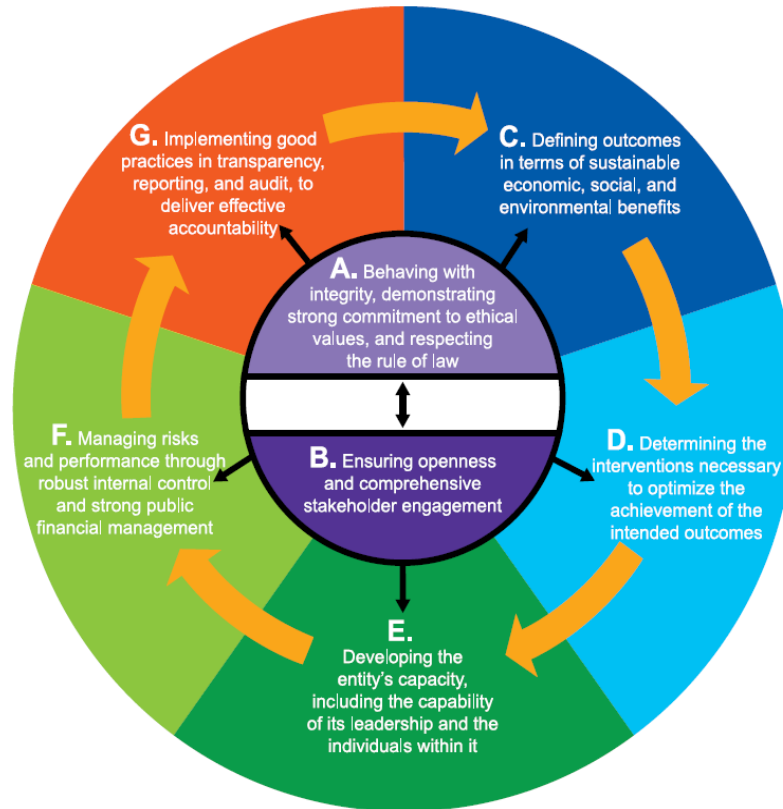 A. Behaving with
integrity, demonstrating
strong commitment to ethical
values, and respecting
the rule of law
B. Ensuring openness
and comprehensive
stakeholder engagement
C. Defining outcomes
in terms of sustainable
economic, social, and
environmental benefits
D. Determining the
interventions necessary
to optimize the
achievement of the
intended outcomes
E.
Developing the
entity's capacity,
including the capability
of its leadership and the
individuals within it
F. Managing risks
and performance through
robust internal control
and strong public
financial management
G. Implementing good
practices in transparency,
reporting, and audit, to
deliver effective
accountability